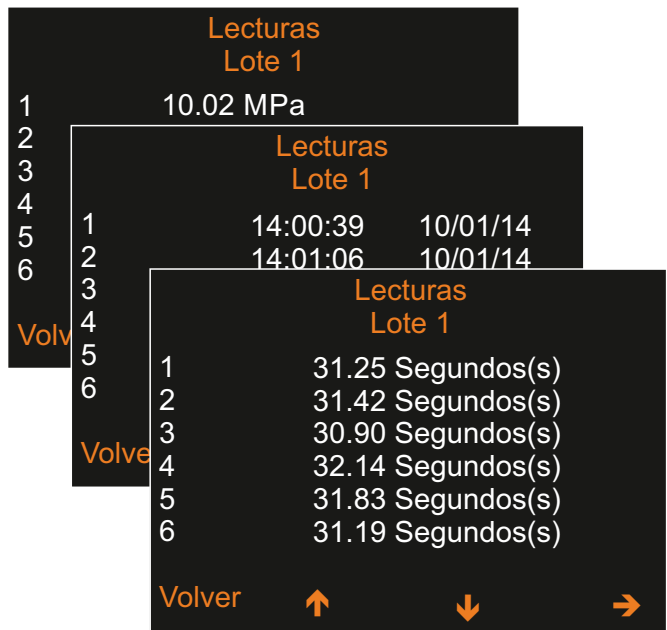 Lecturas
Lote 1
1 10.02 MPa
2
3
4
5
6
Lecturas
Lote 1
1 14:00:39 10/01/14
2 14:01:06 10/01/14
3
4
5
6
Lecturas
Lote 1
1 31.25 Segundos(s)
2 31.42 Segundos(s)
3 30.90 Segundos(s)
4 32.14 Segundos(s)
5 31.83 Segundos(s)
6 31.19 Segundos(s)
Volver